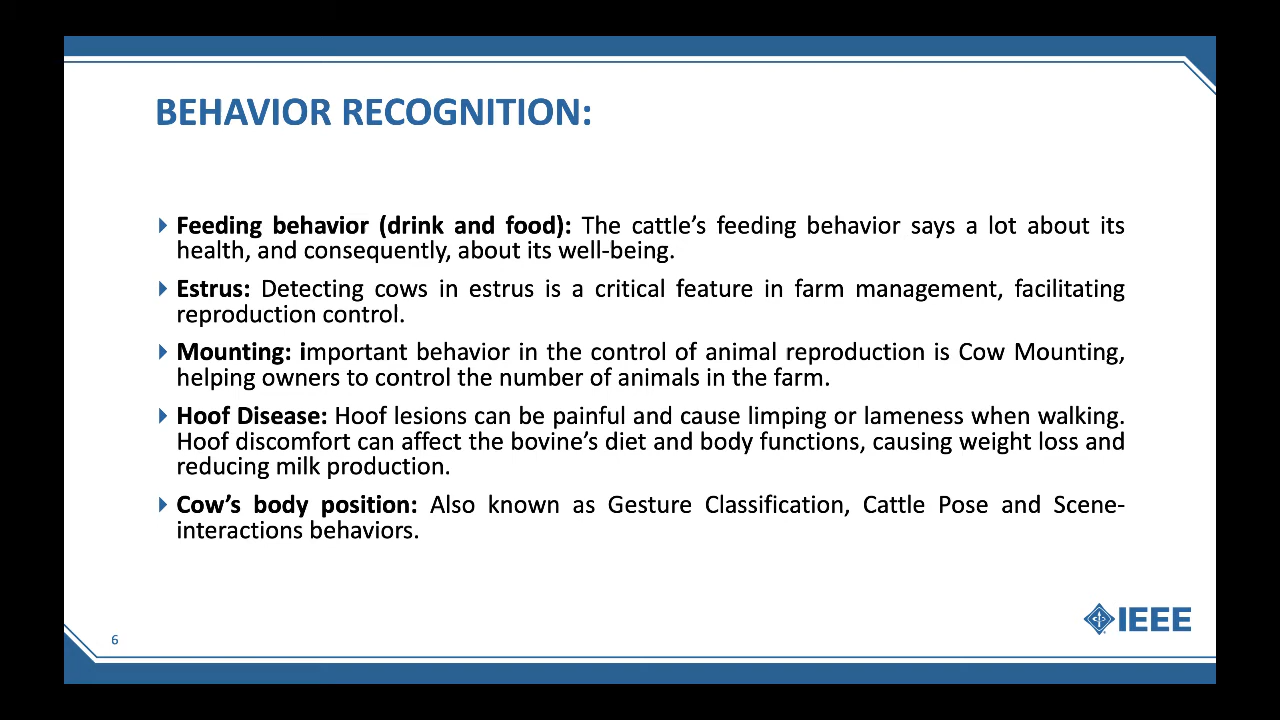 BEHAVIOR RECOGNITION:
Feeding behavior (drink and food): The cattle’s feeding behavior says a lot about its
health, and consequently, about its well-being.
Estrus: Detecting cows in estrus is a critical feature in farm management, facilitating
reproduction control.
Mounting: important behavior in the control of animal reproduction is Cow Mounting,
helping owners to control the number of animals in the farm.
Hoof Disease: Hoof lesions can be painful and cause limping or lameness when walking.
Hoof discomfort can affect the bovine’s diet and body functions, causing weight loss and
reducing milk production.
Cow’s body position: Also known as Gesture Classification, Cattle Pose and Scene-
interactions behaviors.
IEEE
6